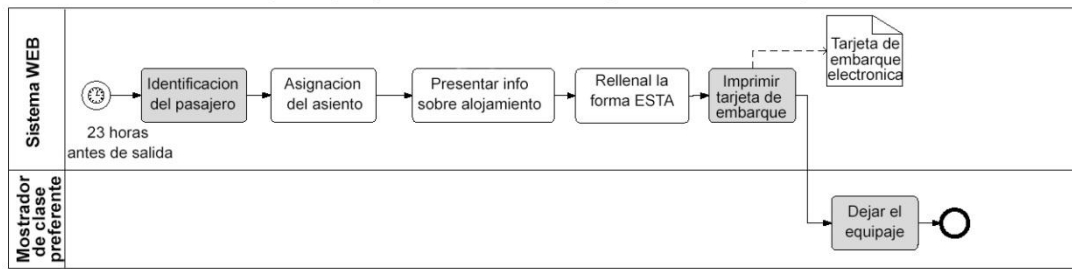 Sistema WEB
23 horas
antes de salida
Identificacion
del pasajero
Asignacion
del asiento
Presentar info
sobre alojamiento
Rellenal la
forma ESTA
Imprimir
tarjeta de
embarque
Tarjeta de
embarque
electronica
Mostrador
de clase
preferente
Dejar el
equipaje